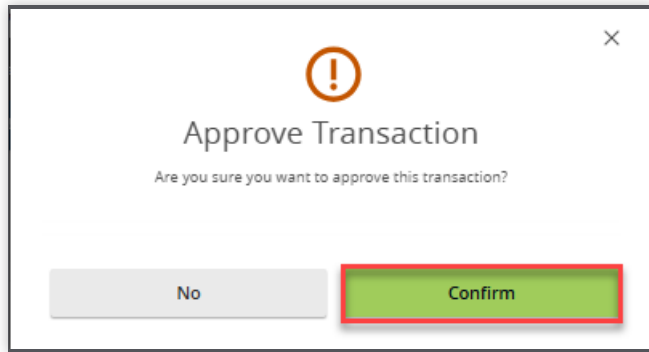 Approve Transaction
Are you sure you want to approve this transaction?
No
Confirm